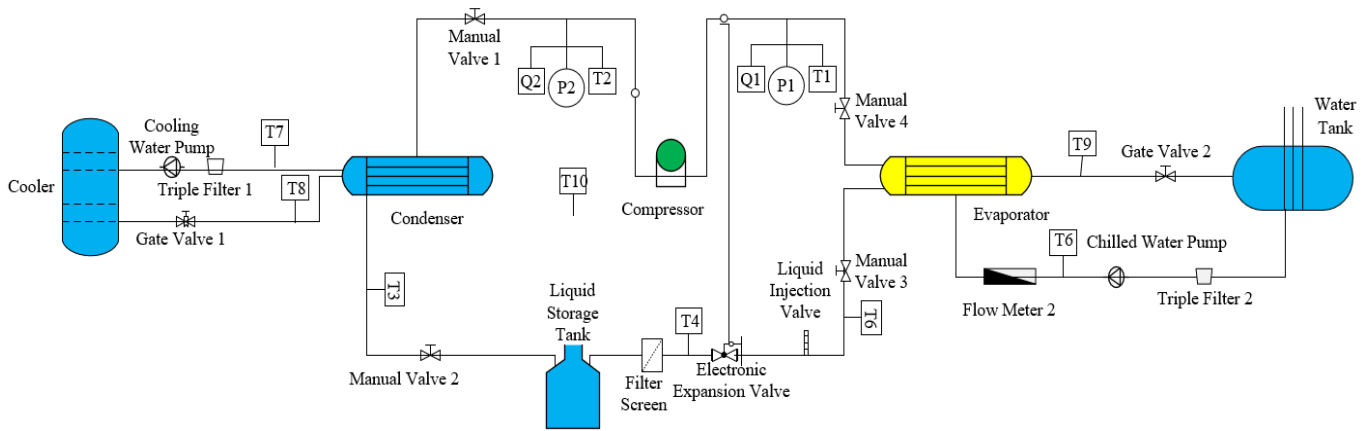 Manual
Valve 1
Q2
P2
T2
Q1
P1
T1
Manual
Valve 4
Water
Tank
Cooling
Water Pump
T7
Cooler
Triple Filter 1
T8
Gate Valve 1
Condenser
T10
Compressor
Evaporator
T9
Gate Valve 2
T6
Chilled Water Pump
Flow Meter 2
Triple Filter 2
T3
Manual Valve 2
Liquid
Storage
Tank
Filter
Screen
T4
Electronic
Expansion Valve
Liquid
Injection
Valve
Manual
Valve 3
T6